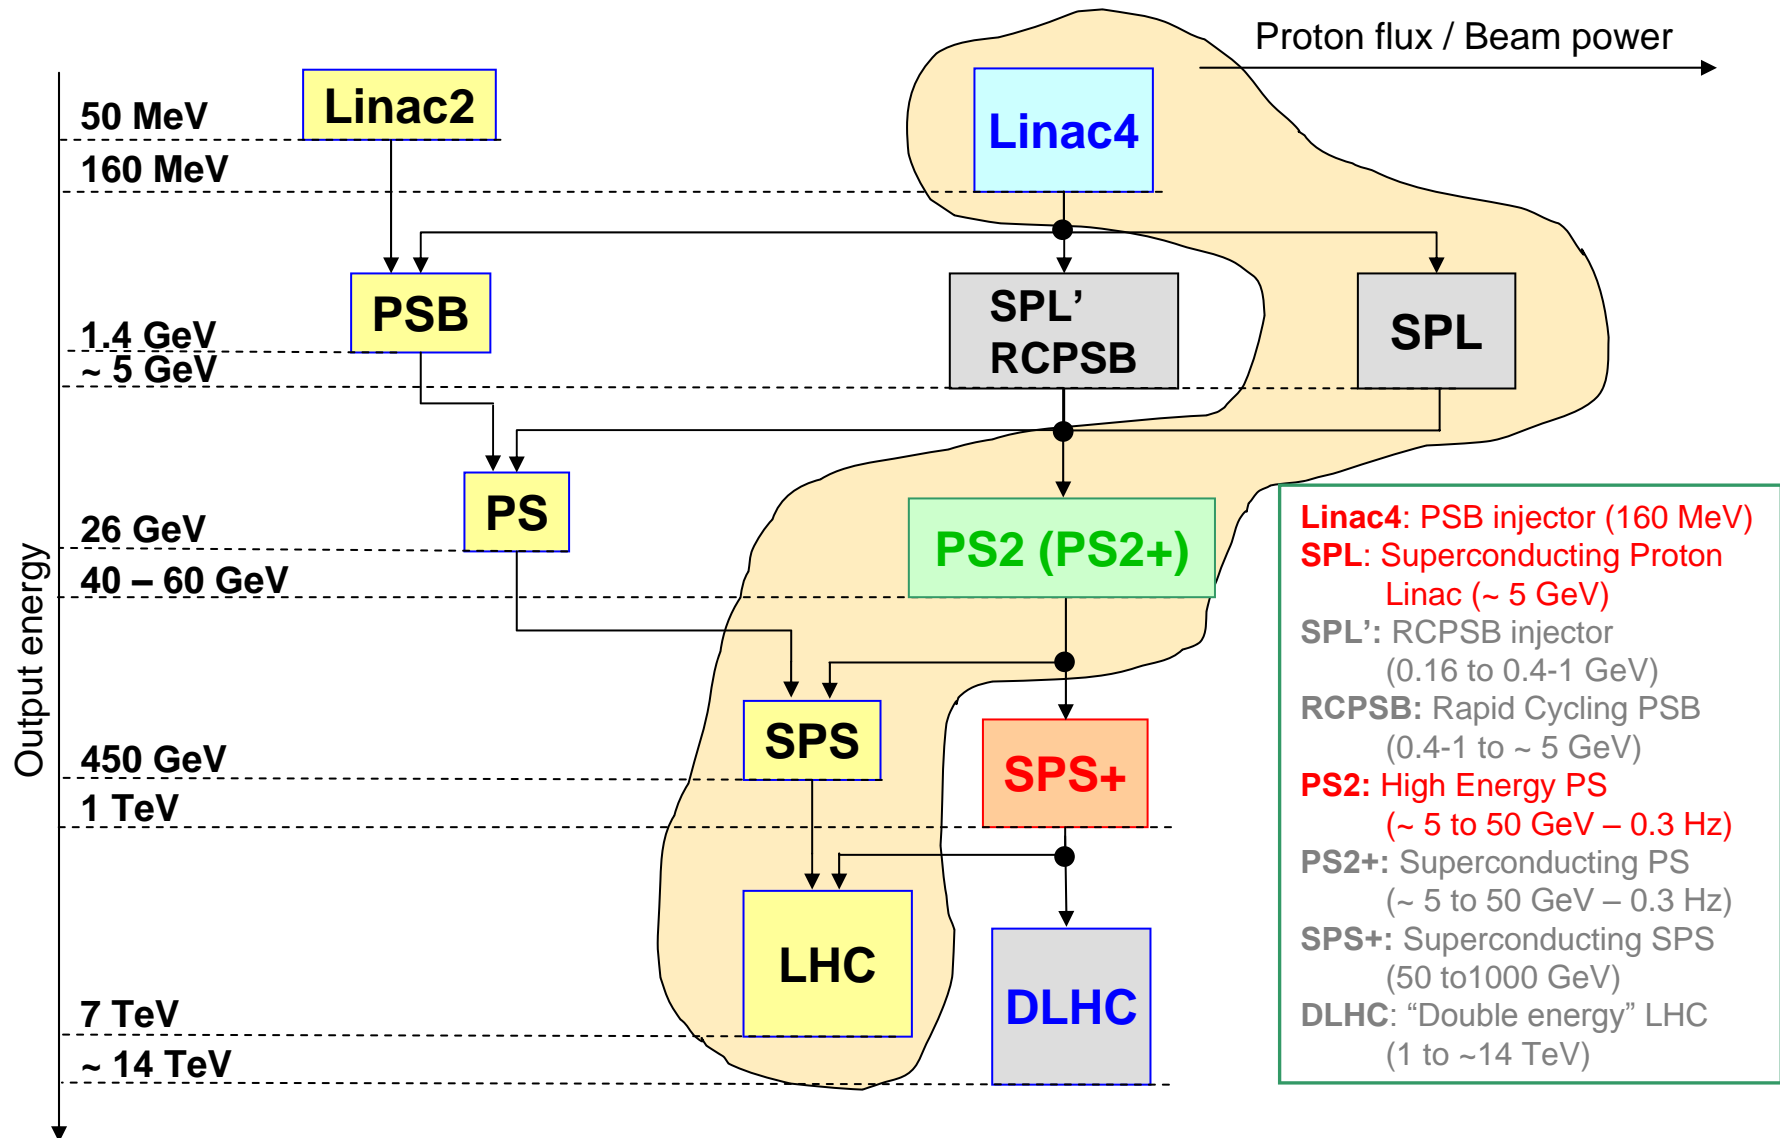 Proton flux / Beam power
Linac2
Linac4
50 MeV
160 MeV
PSB
SPL’
RCPSB
SPL
1.4 GeV
~ 5 GeV
PS
PS2 (PS2+)
26 GeV
40 – 60 GeV
Output energy
SPS
SPS+
450 GeV
1 TeV
LHC
DLHC
7 TeV
~ 14 TeV
Linac4: PSB injector (160 MeV)
SPL: Superconducting Proton
Linac (~ 5 GeV)
SPL’: RCPSB injector
(0.16 to 0.4-1 GeV)
RCPSB: Rapid Cycling PSB
(0.4-1 to ~ 5 GeV)
PS2: High Energy PS
(~ 5 to 50 GeV – 0.3 Hz)
PS2+: Superconducting PS
(~ 5 to 50 GeV – 0.3 Hz)
SPS+: Superconducting SPS
(50 to1000 GeV)
DLHC: “Double energy” LHC
(1 to ~14 TeV)